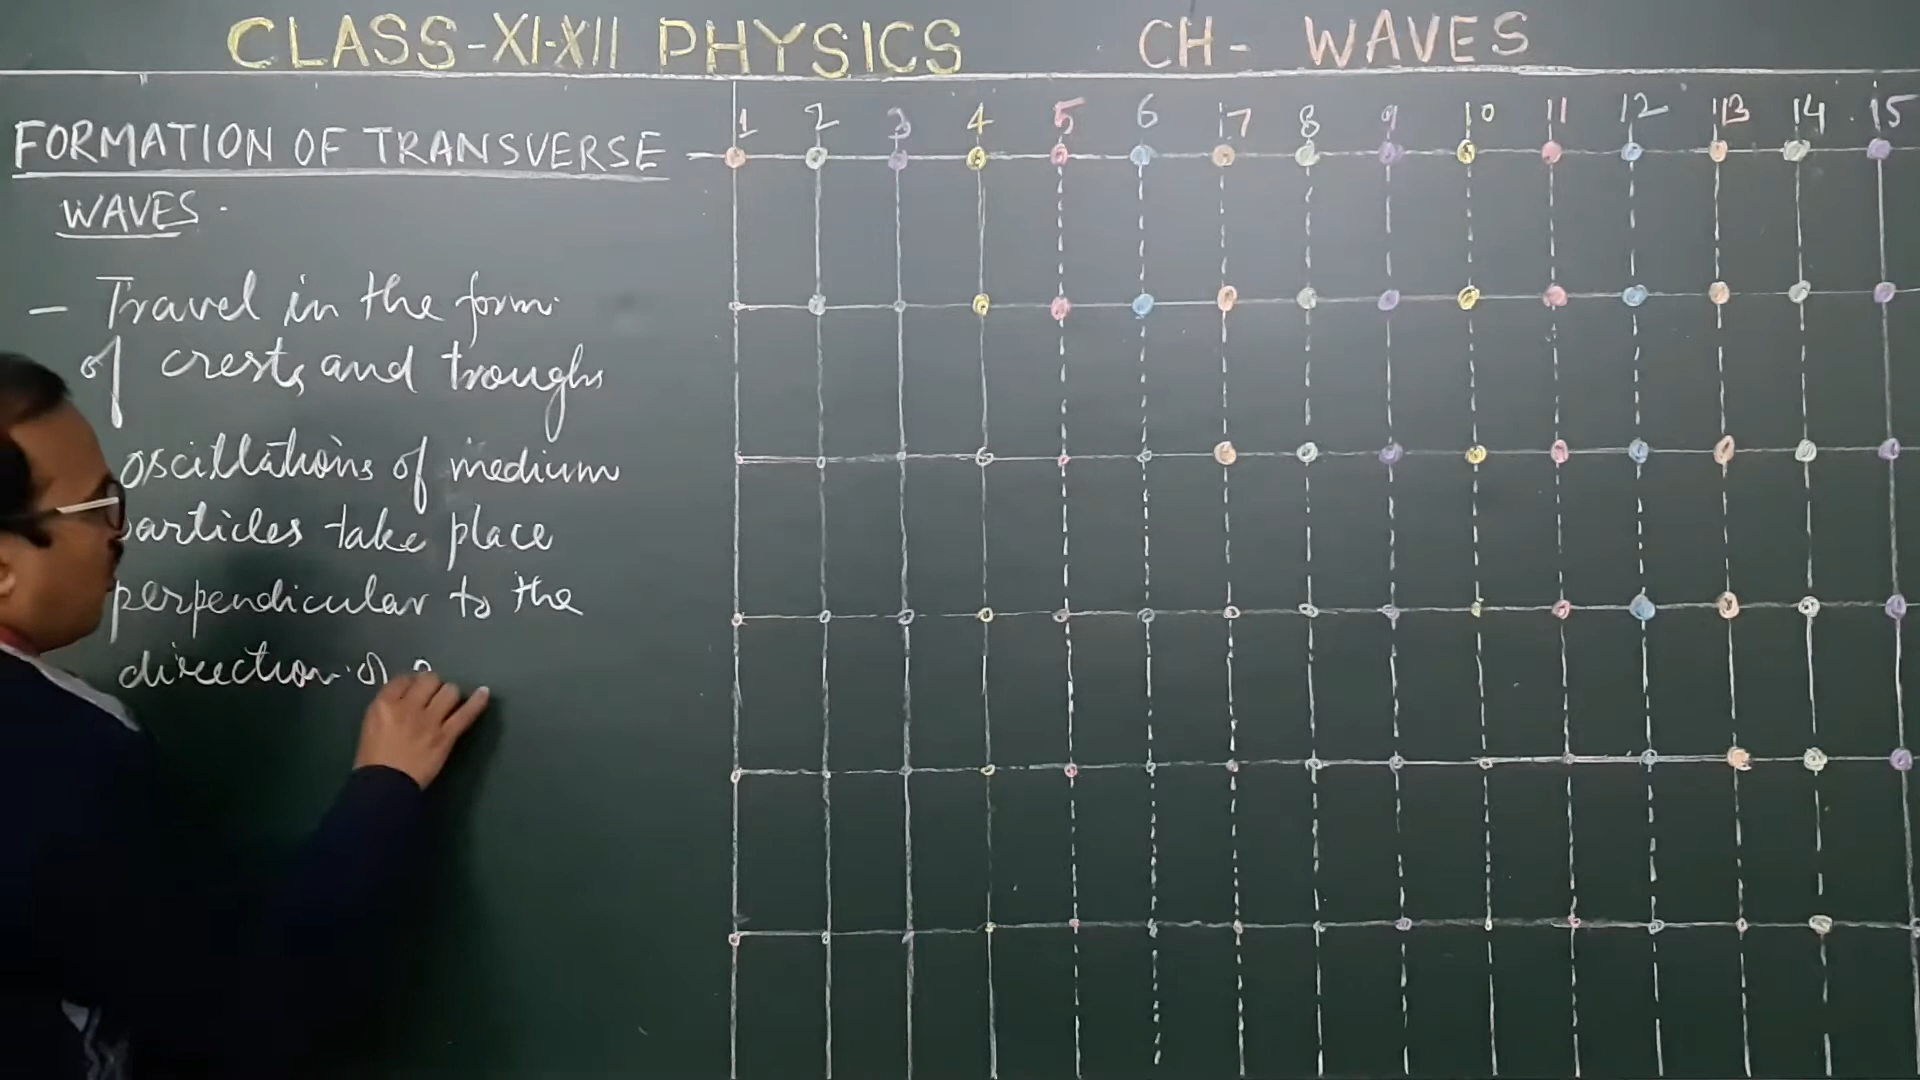 CLASS-XI-XII PHYSICS CH- WAVES
FORMATION OF TRANSVERSE
WAVES.
1 2 3 4 5 6 7 8 9 10 11 12 13 14 15
- Travel in the form
of crests and troughs
oscillations of medium
particles take place
perpendicular to the
direction of